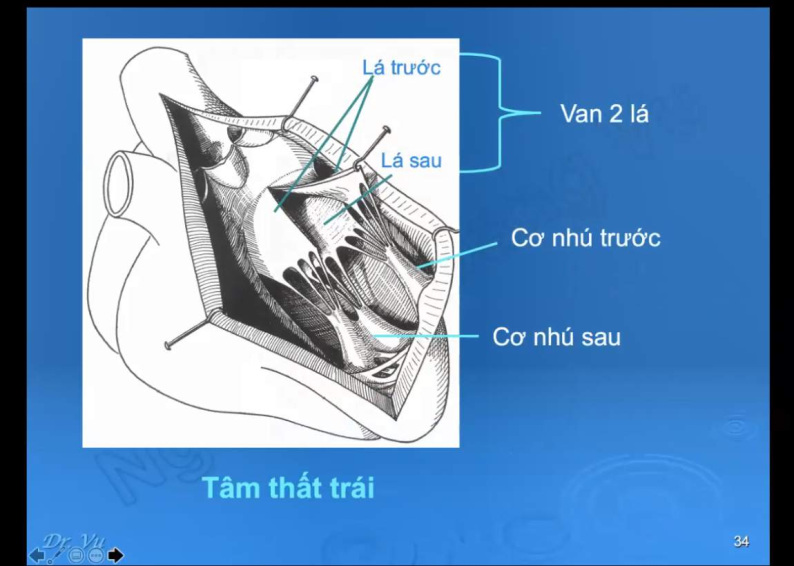 Lá trước
Van 2 lá
Lá sau
Cơ nhú trước
Cơ nhú sau
Tâm thất trái
Dr. Vu
34